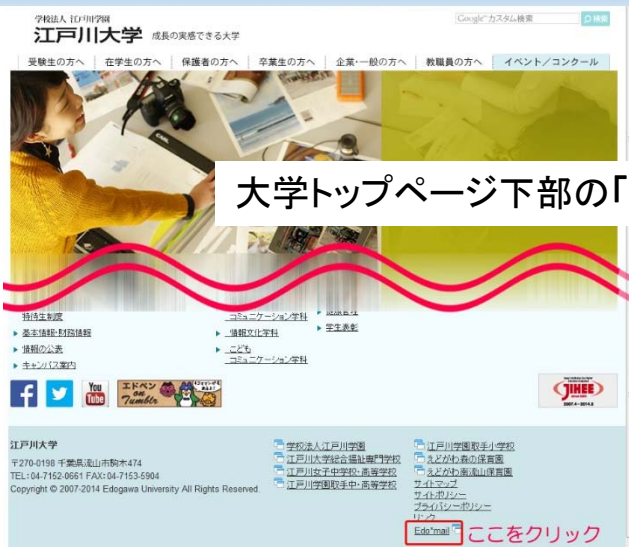 学校法人 江戸川学園
江戸川大学 成長の実感できる大学
Google カスタム検索 検索
受験生の方へ 在学生の方へ 保護者の方へ 卒業生の方へ 企業・一般の方へ 教職員の方へ イベント／コンクール
大学トップページ下部の「
特待生制度
基本情報・財務情報
情報の公表
キャンパス案内
コミュニケーション学科
情報文化学科
こども
コミュニケーション学科
健康管理
学生表彰
You
Tube
エドペン
on
Tumblr
JIHEE
2007.4-2014.3
江戸川大学
〒270-0198 千葉県流山市駒木474
TEL:04-7152-0661 FAX:04-7153-5904
Copyright © 2007-2014 Edogawa University All Rights Reserved.
学校法人江戸川学園
江戸川大学総合福祉専門学校
江戸川女子中学校・高等学校
江戸川学園取手中・高等学校
江戸川学園取手小学校
えどがわ森の保育園
えどがわ南流山保育園
サイトマップ
サイトポリシー
プライバシーポリシー
リンク
Edo*mail ここをクリック